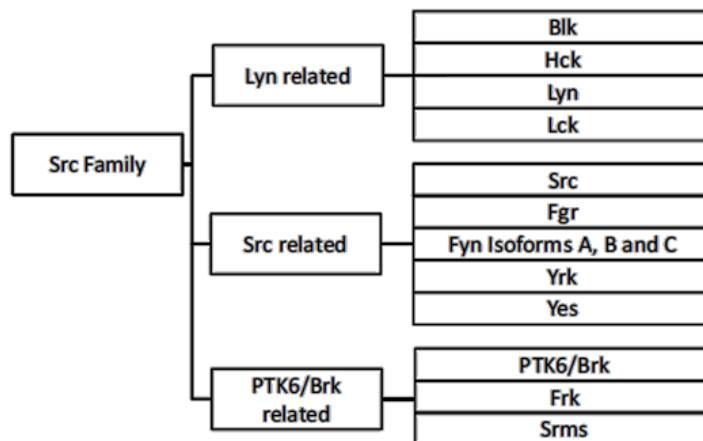 Src Family
Lyn related
Blk
Hck
Lyn
Lck
Src related
Src
Fgr
Fyn Isoforms A, B and C
Yrk
Yes
PTK6/Brk
related
PTK6/Brk
Frk
Srms